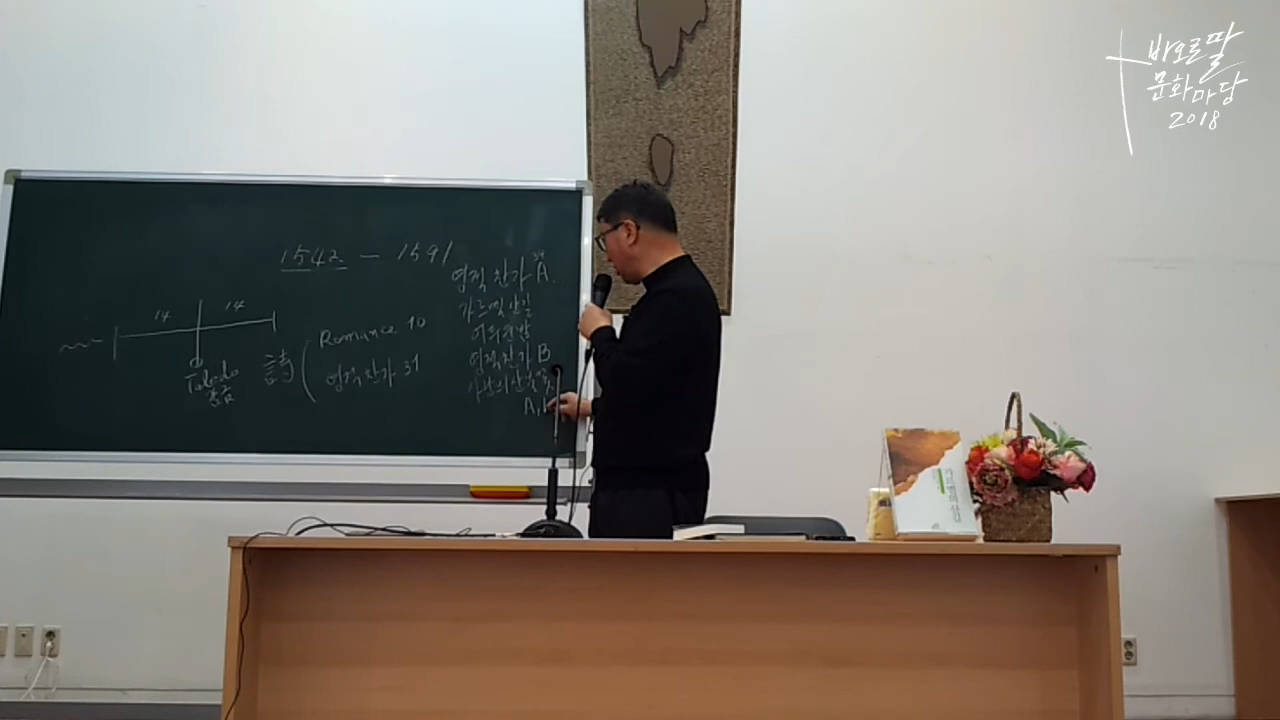 바오로딸
문화마당
2018
1542 — 1591
14 14
Toledo
詩
Romance 10
영적찬가 31
영적찬가 A.
가르멜산길
어둔밤
영적찬가 B
사랑의산불꽃
A,